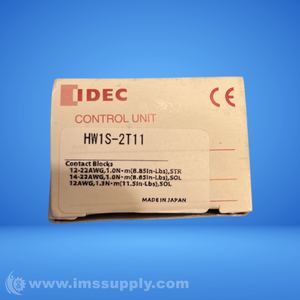 IDEC
CE
CONTROL UNIT
HW1S-2T11
Contact Blocks
12-22AWG,1.0N·m(8.85In-Lbs),STR
14-22AWG,1.0N·m(8.85In-Lbs),SOL
12AWG,1.3N·m(11.5In-Lbs),SOL
MADE IN JAPAN
© www.imssupply.com/